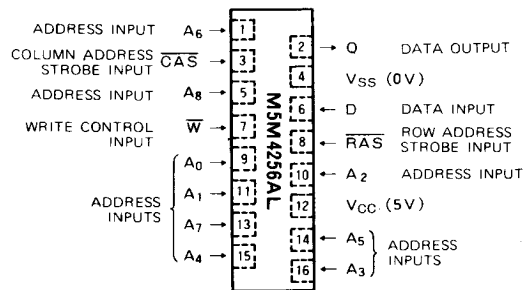 ADDRESS INPUT A6 → 1
2 → Q DATA OUTPUT
COLUMN ADDRESS
STROBE INPUT CAS → 3
4 VSS (0V)
ADDRESS INPUT A8 → 5
6 ← D DATA INPUT
WRITE CONTROL
INPUT W → 7
8 ← RAS ROW ADDRESS
STROBE INPUT
A0 → 9
10 ← A2 ADDRESS INPUT
ADDRESS
INPUTS
A1 → 11
12 VCC (5V)
A7 → 13
14 ← A5
ADDRESS
INPUTS
A4 → 15
16 ← A3
M5M4256AL